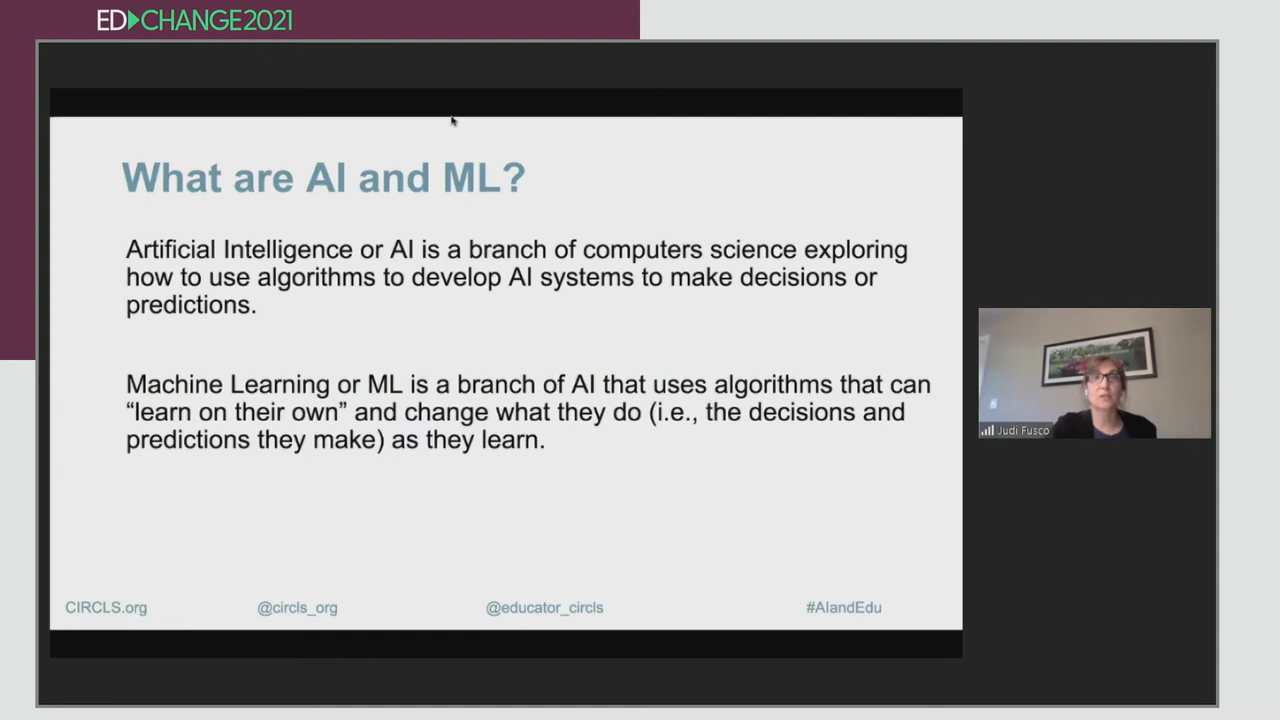 ED▶CHANGE2021
What are AI and ML?
Artificial Intelligence or AI is a branch of computers science exploring
how to use algorithms to develop AI systems to make decisions or
predictions.
Machine Learning or ML is a branch of AI that uses algorithms that can
“learn on their own” and change what they do (i.e., the decisions and
predictions they make) as they learn.
Judi Fusco
CIRCLS.org @circls_org @educator_circls #AIandEdu